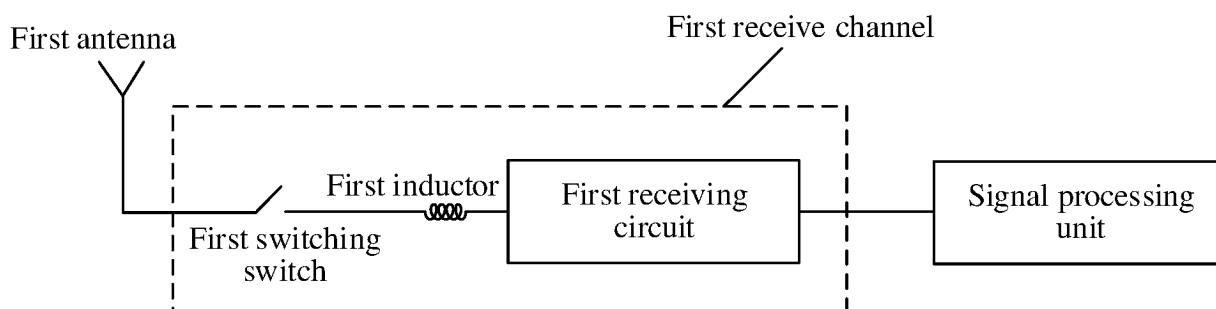 First antenna
First receive channel
First inductor
First receiving
circuit
Signal processing
unit
First switching
switch